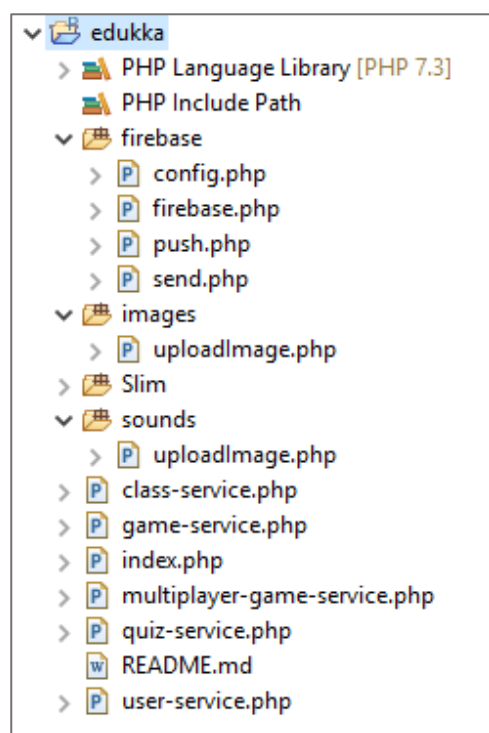 edukka
PHP Language Library [PHP 7.3]
PHP Include Path
firebase
config.php
firebase.php
push.php
send.php
images
uploadImage.php
Slim
sounds
uploadImage.php
class-service.php
game-service.php
index.php
multiplayer-game-service.php
quiz-service.php
README.md
user-service.php